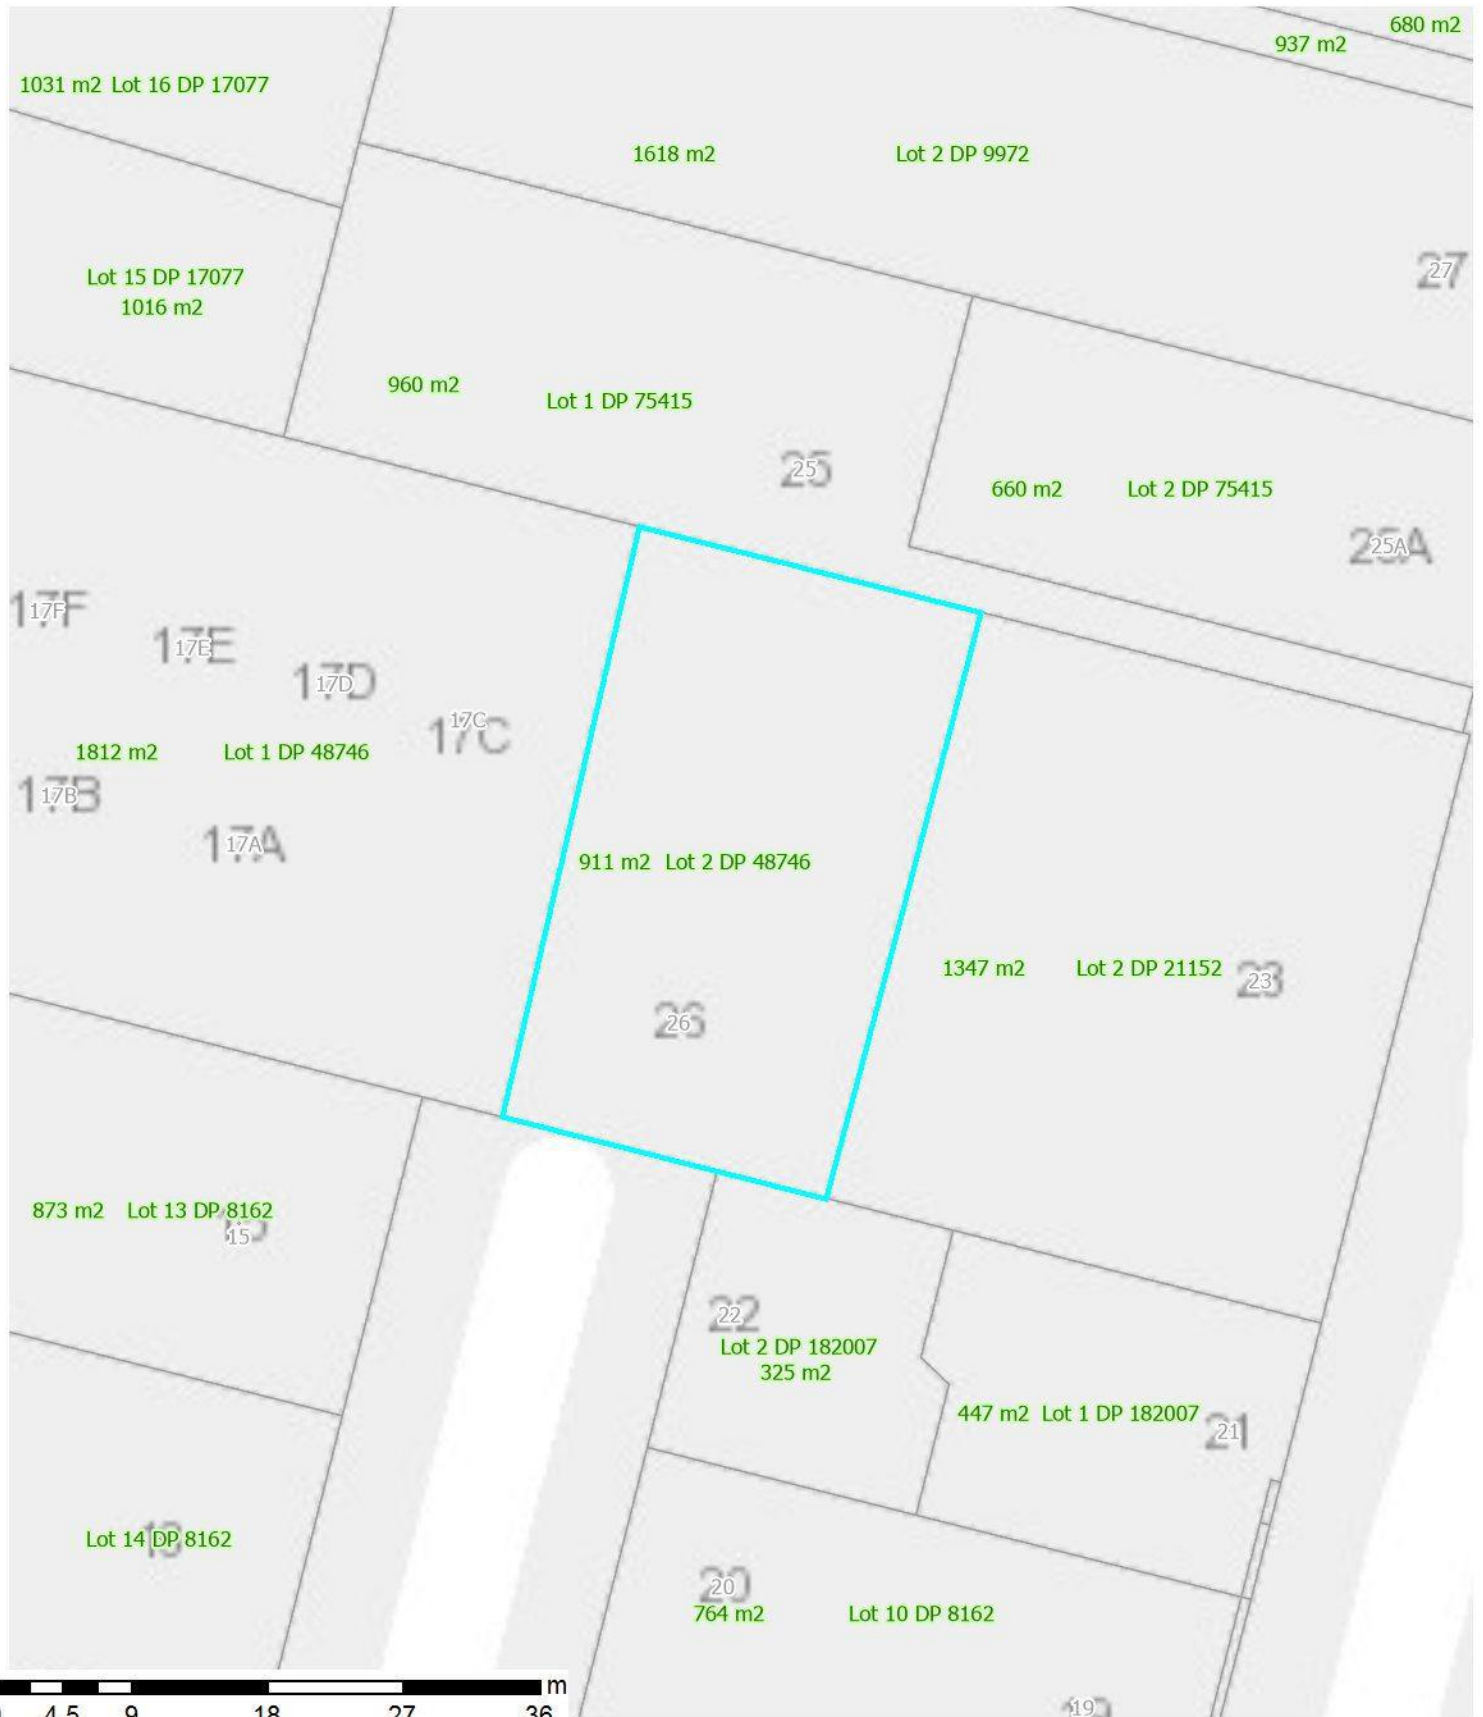 680 m2
937 m2
1031 m2 Lot 16 DP 17077
1618 m2 Lot 2 DP 9972
27
Lot 15 DP 17077
1016 m2
960 m2 Lot 1 DP 75415
25
660 m2 Lot 2 DP 75415
25A
17F
17E
17D
17C
1812 m2 Lot 1 DP 48746
17B
17A
911 m2 Lot 2 DP 48746
1347 m2 Lot 2 DP 21152 23
26
873 m2 Lot 13 DP 8162
15
22
Lot 2 DP 182007
325 m2
447 m2 Lot 1 DP 182007 21
Lot 14 DP 8162 13
20
764 m2 Lot 10 DP 8162
19
m
4.5 9 18 27 36